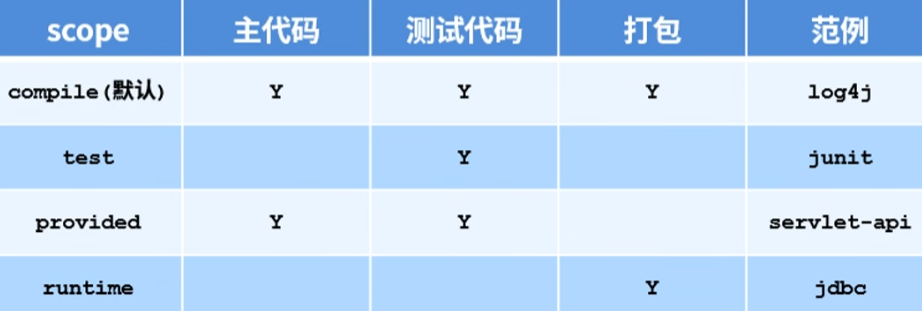 scope 主代码 测试代码 打包 范例
compile(默认) Y Y Y log4j
test Y junit
provided Y Y servlet-api
runtime Y jdbc